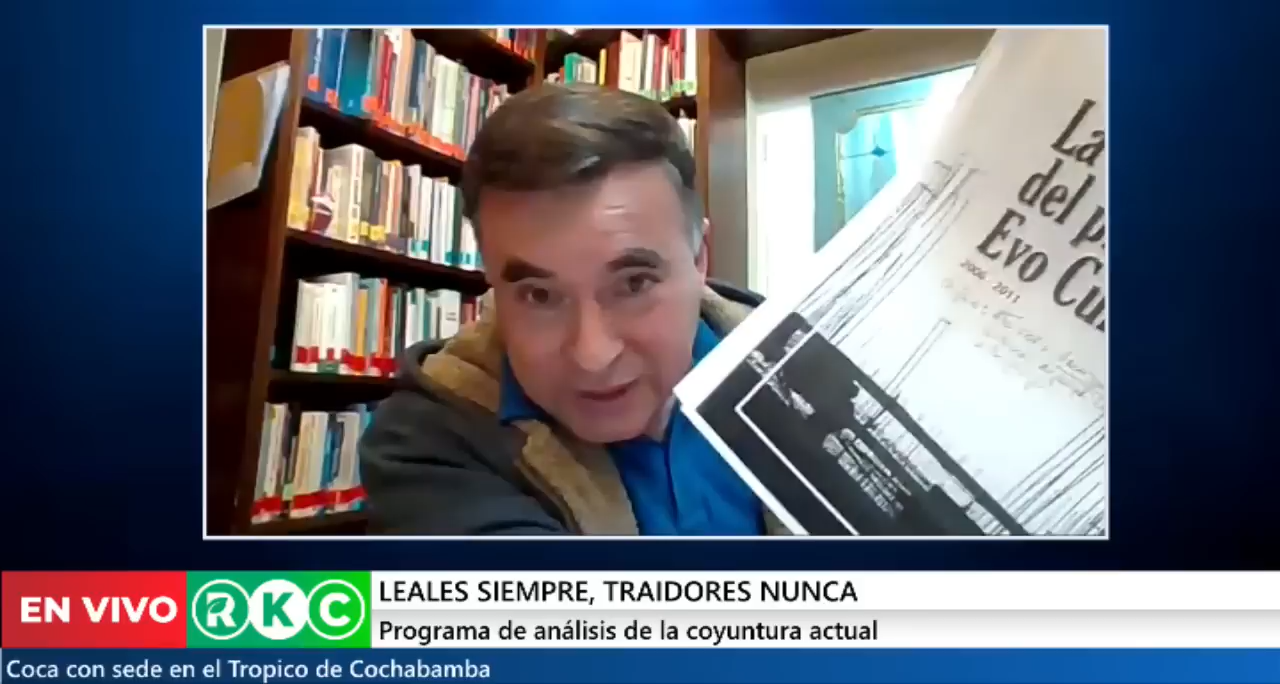 La
del
Evo
2006 - 2011
EN VIVO
RKC
LEALES SIEMPRE, TRAIDORES NUNCA
Programa de análisis de la coyuntura actual
Coca con sede en el Tropico de Cochabamba